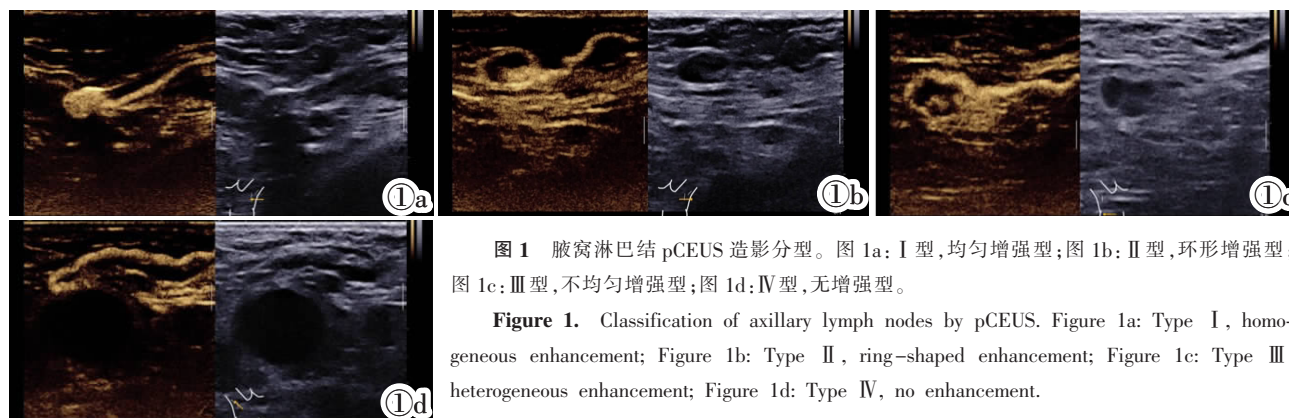 ①a
①b
①c
①d
图 1 腋窝淋巴结 pCEUS 造影分型。图 1a:Ⅰ型,均匀增强型;图 1b:Ⅱ型,环形增强型;
图 1c:Ⅲ型,不均匀增强型;图 1d:Ⅳ型,无增强型。
Figure 1. Classification of axillary lymph nodes by pCEUS. Figure 1a: Type Ⅰ, homo-
geneous enhancement; Figure 1b: Type Ⅱ, ring-shaped enhancement; Figure 1c: Type Ⅲ
heterogeneous enhancement; Figure 1d: Type Ⅳ, no enhancement.